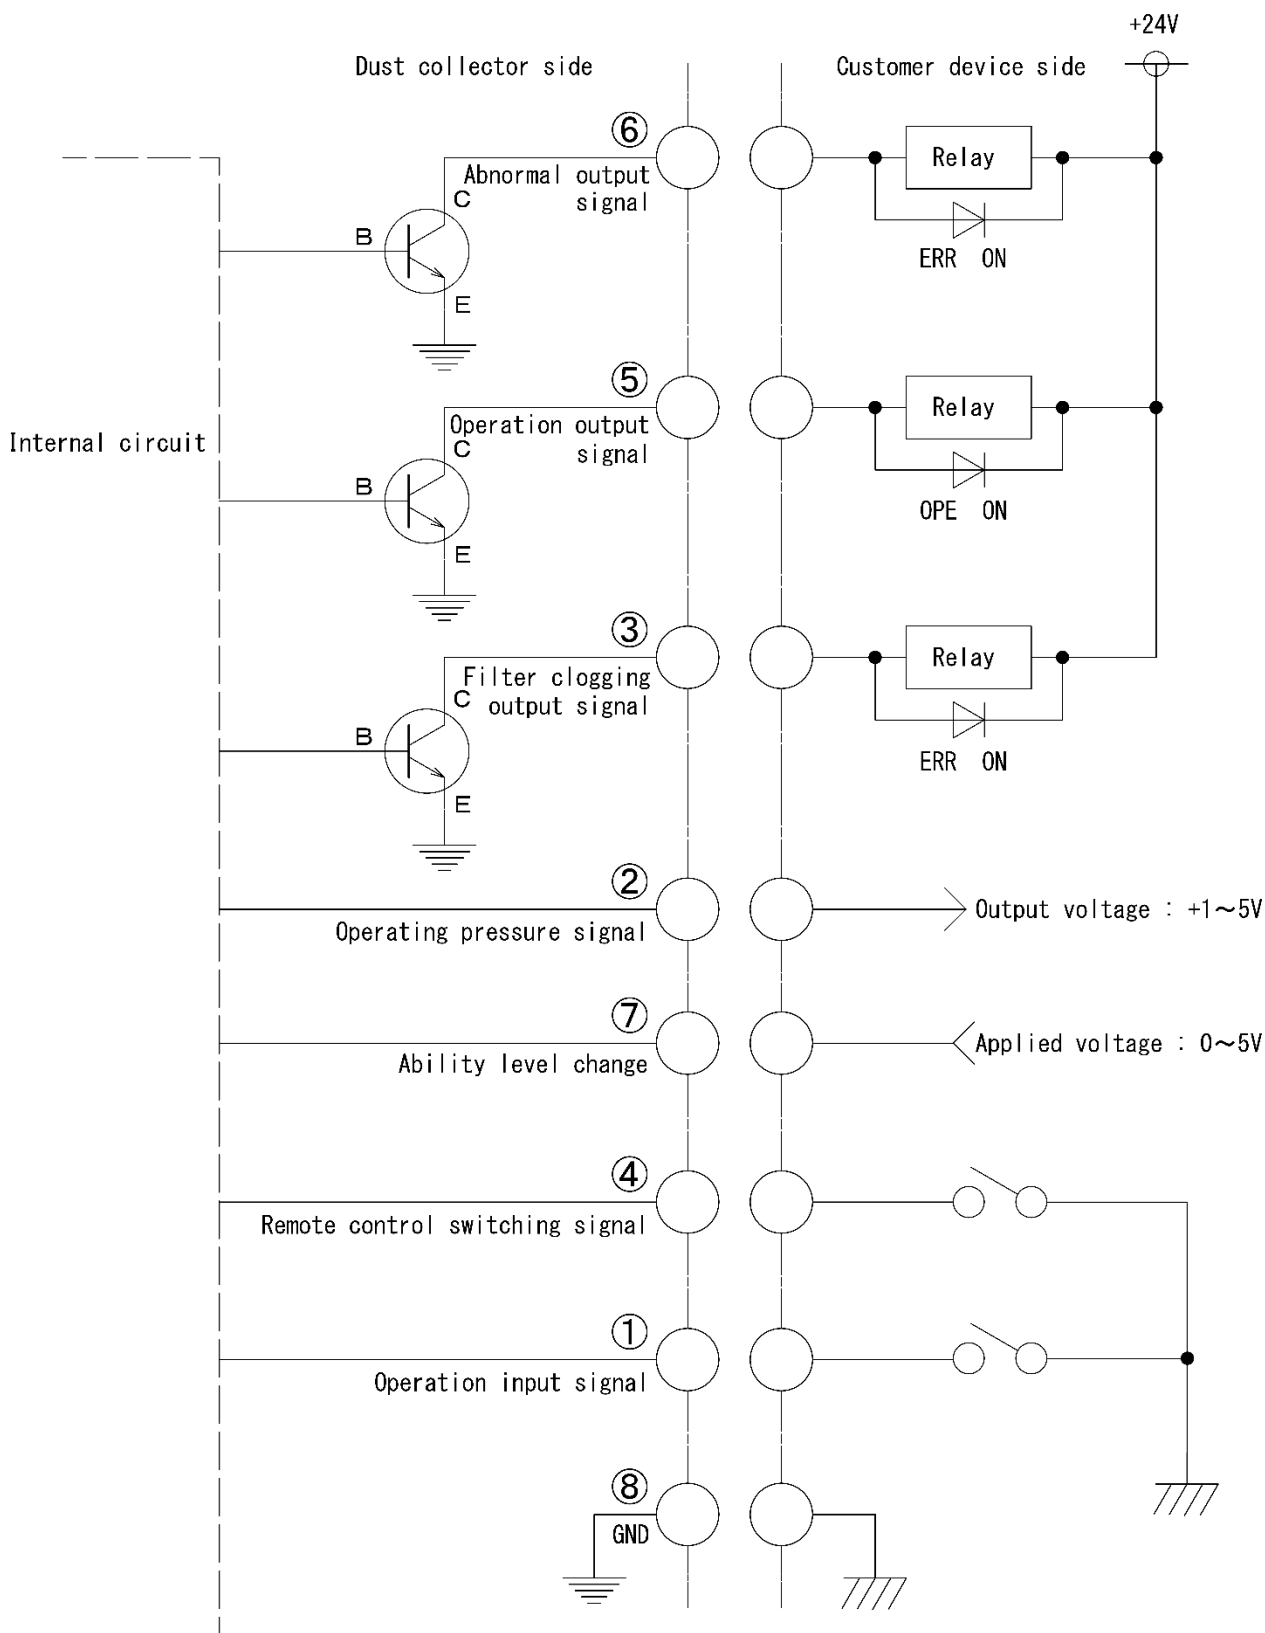 +24V
Dust collector side
Customer device side
⑥
Relay
Abnormal output
signal
C
B
ERR ON
E
⑤
Relay
Operation output
signal
C
Internal circuit
B
OPE ON
E
③
Relay
Filter clogging
output signal
C
B
ERR ON
E
②
Output voltage : +1～5V
Operating pressure signal
⑦
Applied voltage : 0～5V
Ability level change
④
Remote control switching signal
①
Operation input signal
⑧
GND